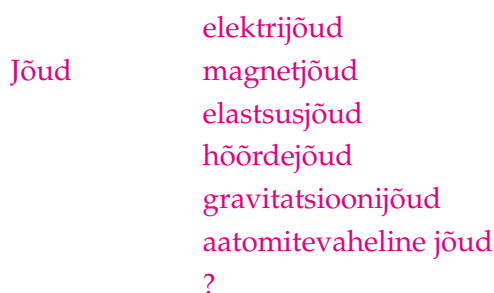 elektrijõud
Jõud magnetjõud
elastsusjõud
hõõrdejõud
gravitatsioonijõud
aatomitevaheline jõud
?